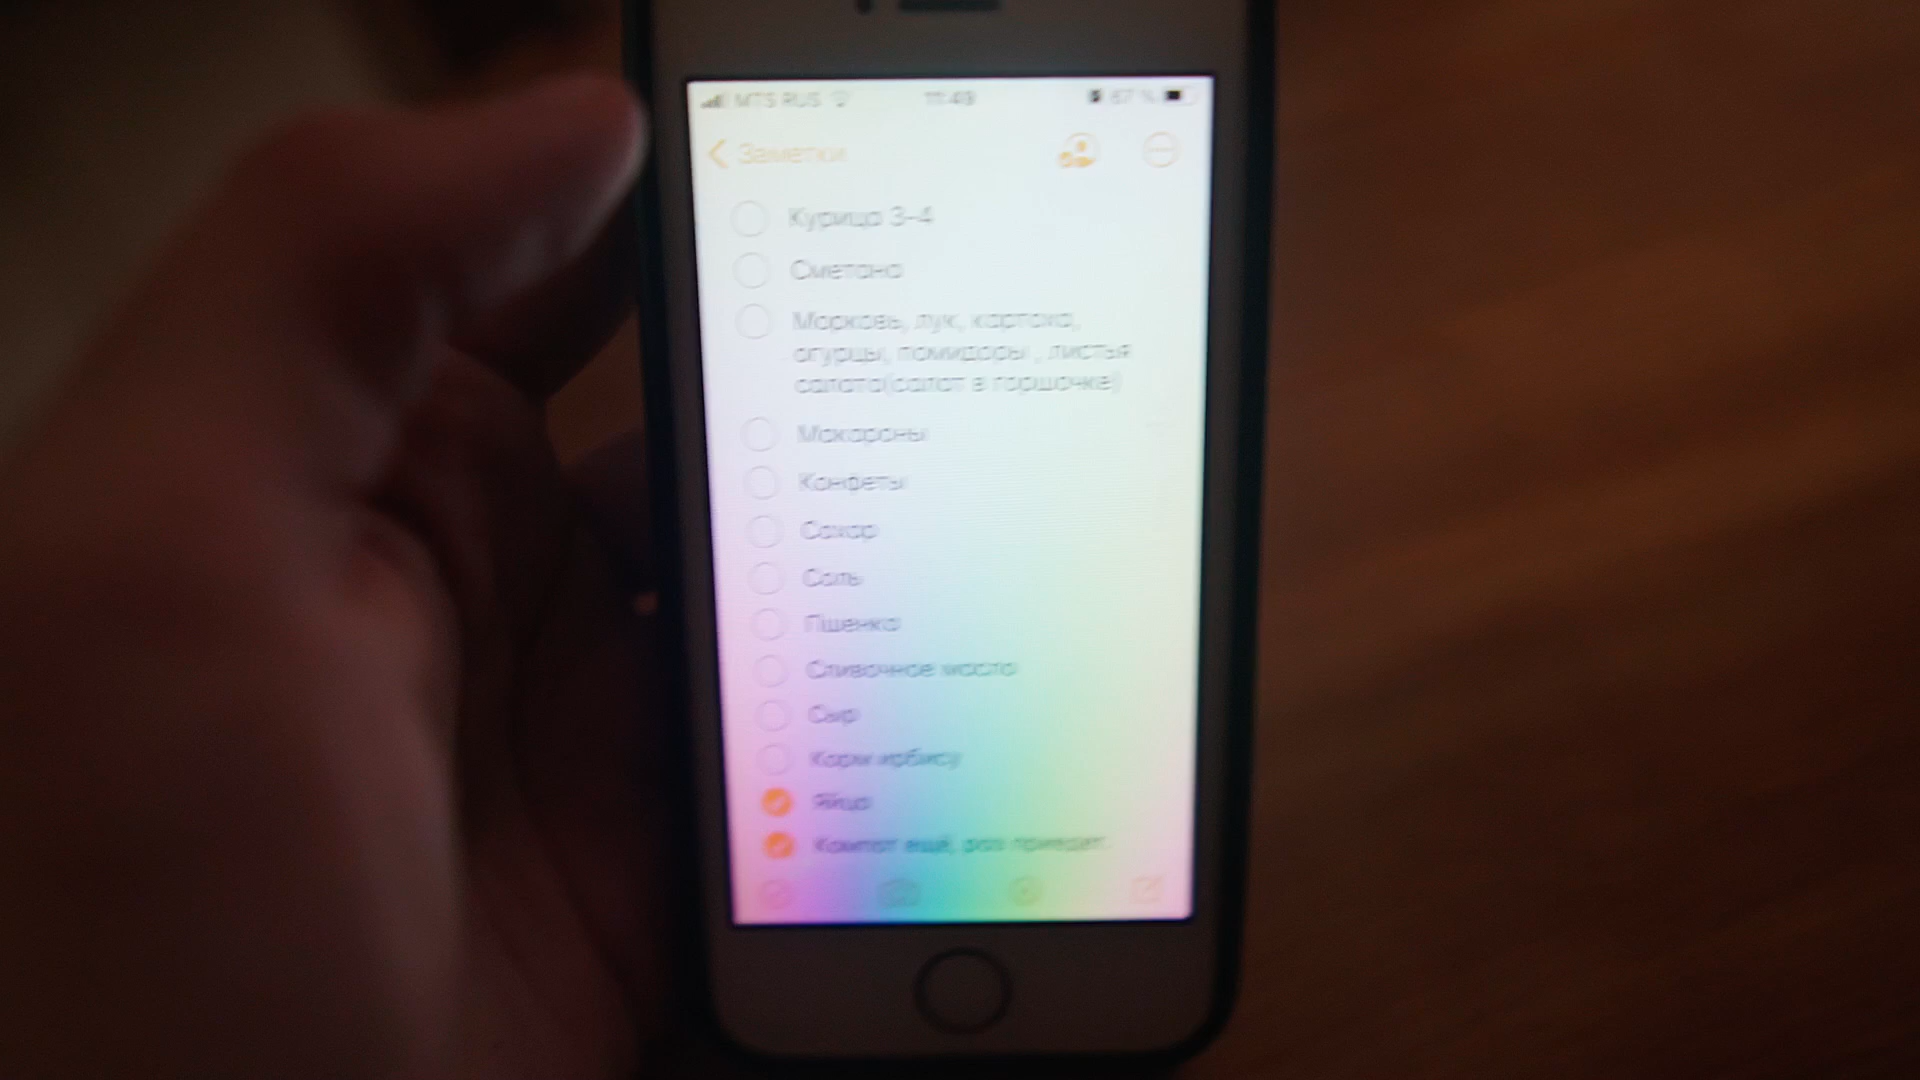 MTS RUS 11:49 67 %
Заметки
Курица 3-4
Сметана
Морковь, лук, картоха,
огурцы, помидоры , листья
салата(салат в горшочке)
Макароны
Конфеты
Сахар
Соль
Пшенка
Сливочное масло
Сыр
Корм ирбису
Яйца
Компот ещё, раз приедет.